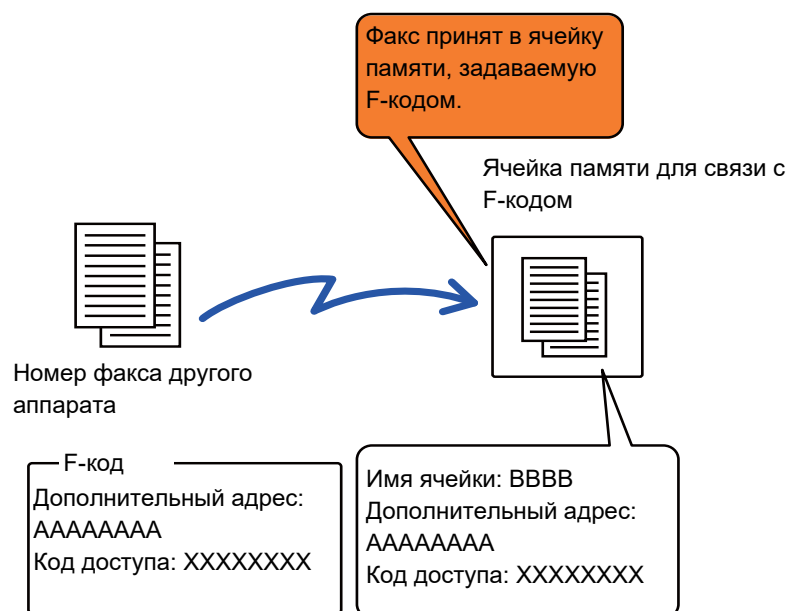 Факс принят в ячейку
памяти, задаваемую
F-кодом.
Ячейка памяти для связи с
F-кодом
Номер факса другого
аппарата
F-код
Дополнительный адрес:
AAAAAAAA
Код доступа: XXXXXXXX
Имя ячейки: BBBB
Дополнительный адрес:
AAAAAAAA
Код доступа: XXXXXXXX